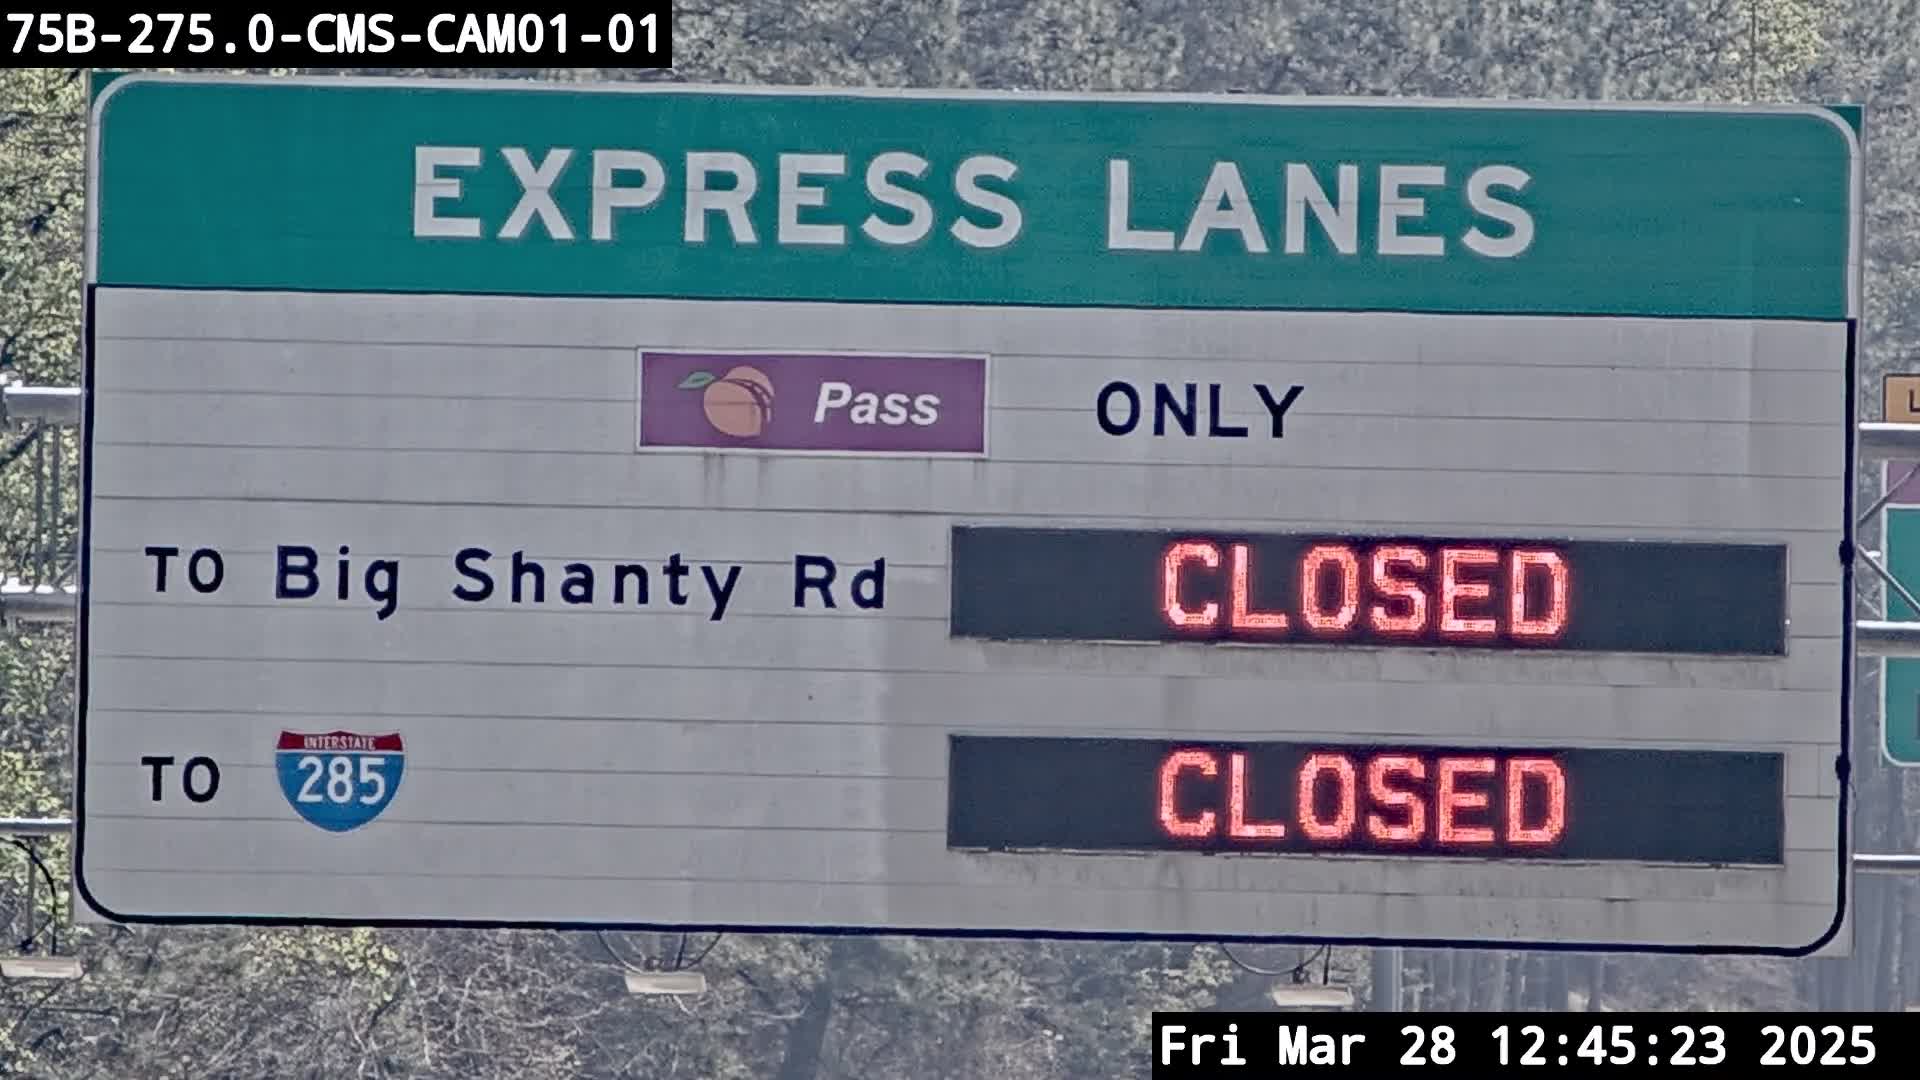 75B-275.0-CMS-CAM01-01
EXPRESS LANES
Pass ONLY
TO Big Shanty Rd CLOSED
TO INTERSTATE 285 CLOSED
Fri Mar 28 12:45:23 2025